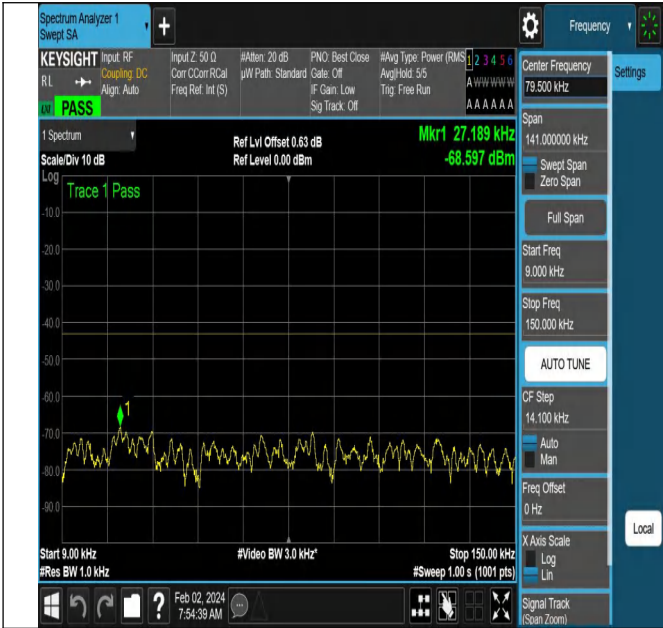 Spectrum Analyzer 1
Swept SA
+
Frequency
KEYSIGHT
RL
PASS
Input: RF
Coupling: DC
Align: Auto
Input Z: 50 Ω
Corr CCorr RCal
Freq Ref: Int (S)
#Atten: 20 dB
µW Path: Standard
PNO: Best Close
Gate: Off
IF Gain: Low
Sig Track: Off
#Avg Type: Power (RMS
Avg|Hold: 5/5
Trig: Free Run
1 2 3 4 5 6
A W W W W W
A A A A A A
1 Spectrum
Scale/Div 10 dB
Ref Lvl Offset 0.63 dB
Ref Level 0.00 dBm
Mkr1 27.189 kHz
-68.597 dBm
Log
Trace 1 Pass
-10.0
-20.0
-30.0
-40.0
-50.0
-60.0
-70.0
-80.0
-90.0
1
Start 9.00 kHz
#Res BW 1.0 kHz
#Video BW 3.0 kHz*
Stop 150.00 kHz
#Sweep 1.00 s (1001 pts)
?
Feb 02, 2024
7:54:39 AM
Center Frequency
79.500 kHz
Span
141.000000 kHz
Swept Span
Zero Span
Full Span
Start Freq
9.000 kHz
Stop Freq
150.000 kHz
AUTO TUNE
CF Step
14.100 kHz
Auto
Man
Freq Offset
0 Hz
X Axis Scale
Log
Lin
Signal Track
(Span Zoom)
Settings
Local